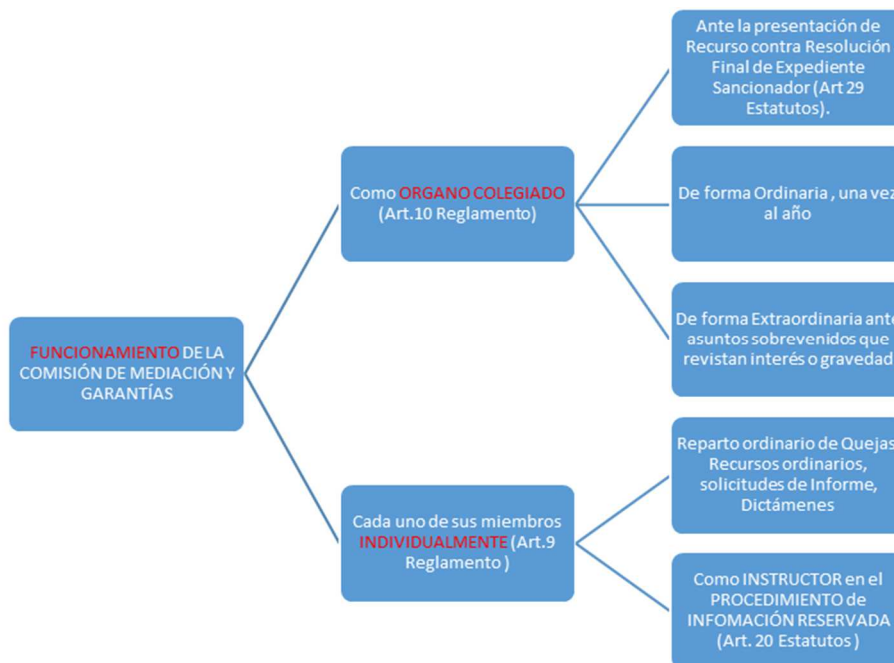 FUNCIONAMIENTO DE LA
COMISIÓN DE MEDIACIÓN Y
GARANTÍAS
Como ORGANO COLEGIADO
(Art.10 Reglamento)
Ante la presentación de
Recurso contra Resolución
Final de Expediente
Sancionador (Art 29
Estatutos).
De forma Ordinaria , una vez
al año
De forma Extraordinaria ante
asuntos sobrevenidos que
revistan interés o gravedad
Cada uno de sus miembros
INDIVIDUALMENTE (Art.9
Reglamento )
Reparto ordinario de Quejas
Recursos ordinarios,
solicitudes de Informe,
Dictámenes
Como INSTRUCTOR en el
PROCEDIMIENTO de
INFOMACIÓN RESERVADA
(Art. 20 Estatutos )